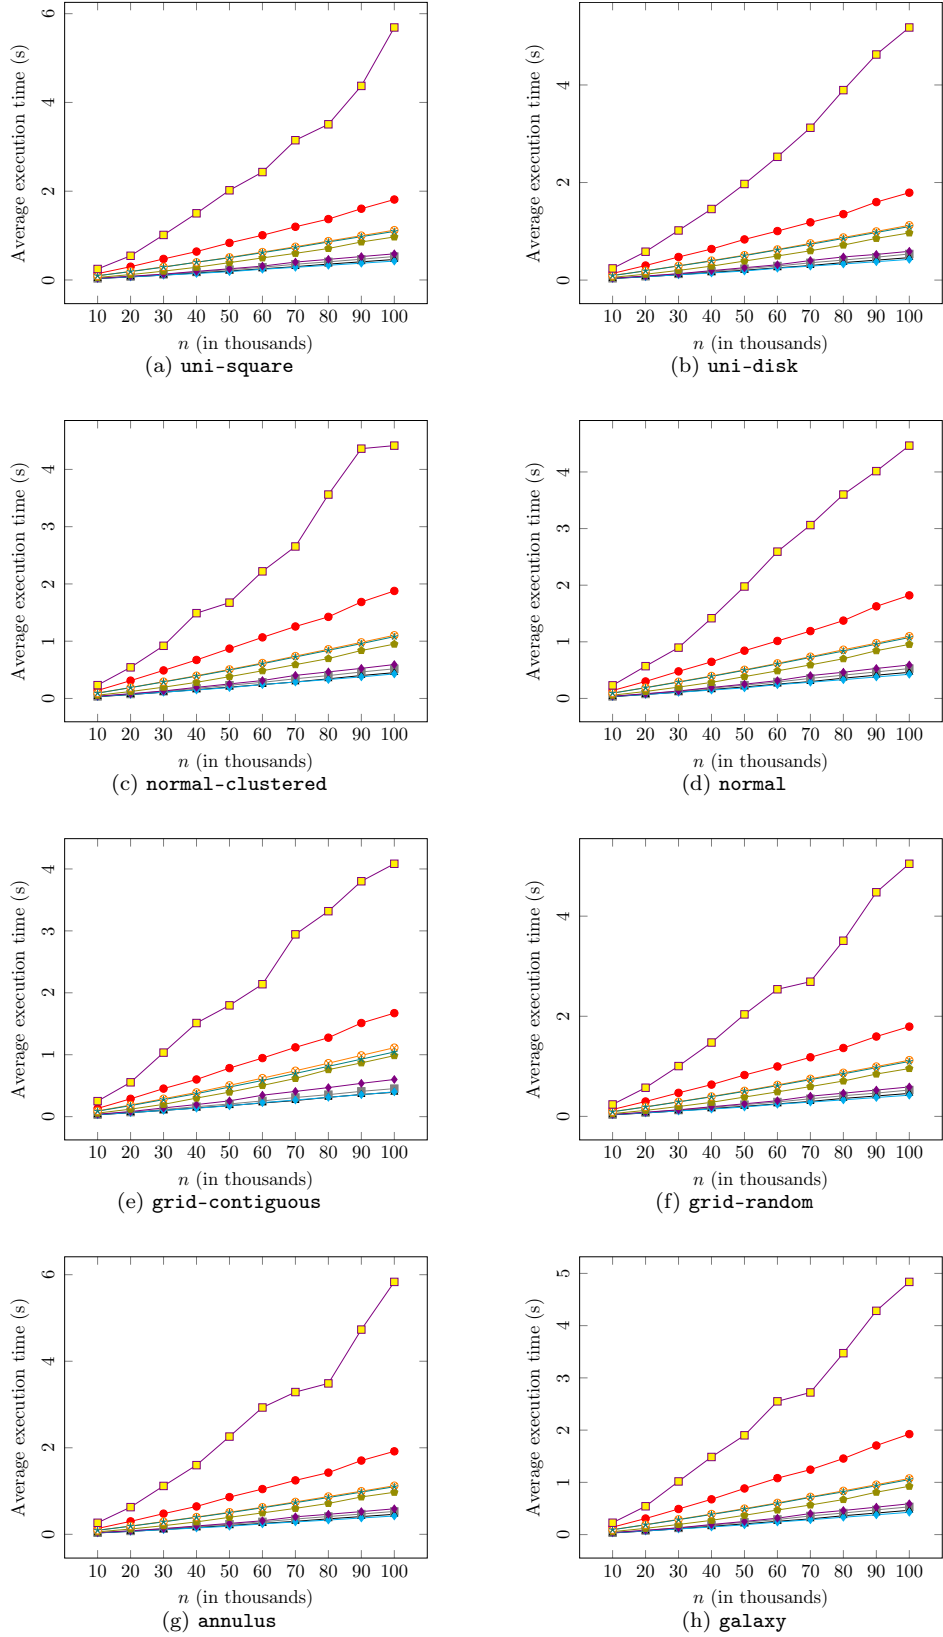 Average execution time (s)
6
4
2
0
10 20 30 40 50 60 70 80 90 100
n (in thousands)
(a) uni-square
Average execution time (s)
4
2
0
10 20 30 40 50 60 70 80 90 100
n (in thousands)
(b) uni-disk
Average execution time (s)
4
3
2
1
0
10 20 30 40 50 60 70 80 90 100
n (in thousands)
(c) normal-clustered
Average execution time (s)
4
3
2
1
0
10 20 30 40 50 60 70 80 90 100
n (in thousands)
(d) normal
Average execution time (s)
4
3
2
1
0
10 20 30 40 50 60 70 80 90 100
n (in thousands)
(e) grid-contiguous
Average execution time (s)
4
2
0
10 20 30 40 50 60 70 80 90 100
n (in thousands)
(f) grid-random
Average execution time (s)
6
4
2
0
10 20 30 40 50 60 70 80 90 100
n (in thousands)
(g) annulus
Average execution time (s)
5
4
3
2
1
0
10 20 30 40 50 60 70 80 90 100
n (in thousands)
(h) galaxy